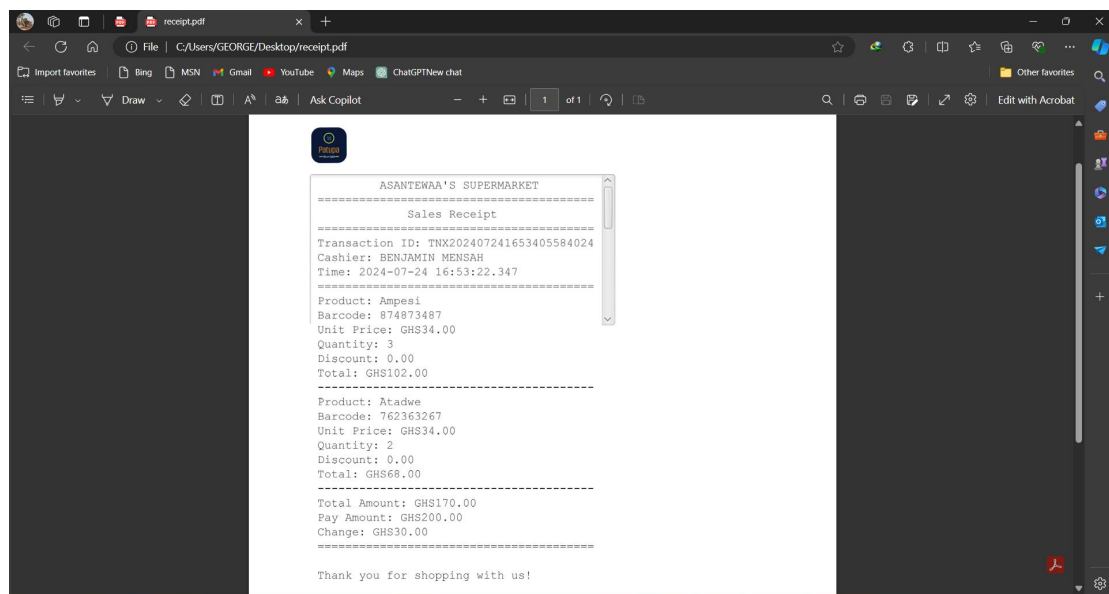 receipt.pdf
File | C:/Users/GEORGE/Desktop/receipt.pdf
Import favorites Bing MSN Gmail YouTube Maps ChatGPTNew chat Other favorites
Draw Ask Copilot 1 of 1 Edit with Acrobat
Patupa
ASANTEWAA'S SUPERMARKET
========================================
Sales Receipt
========================================
Transaction ID: TNX202407241653405584024
Cashier: BENJAMIN MENSAH
Time: 2024-07-24 16:53:22.347
========================================
Product: Ampesi
Barcode: 874873487
Unit Price: GHS34.00
Quantity: 3
Discount: 0.00
Total: GHS102.00
----------------------------------------
Product: Atadwe
Barcode: 762363267
Unit Price: GHS34.00
Quantity: 2
Discount: 0.00
Total: GHS68.00
----------------------------------------
Total Amount: GHS170.00
Pay Amount: GHS200.00
Change: GHS30.00
========================================
Thank you for shopping with us!